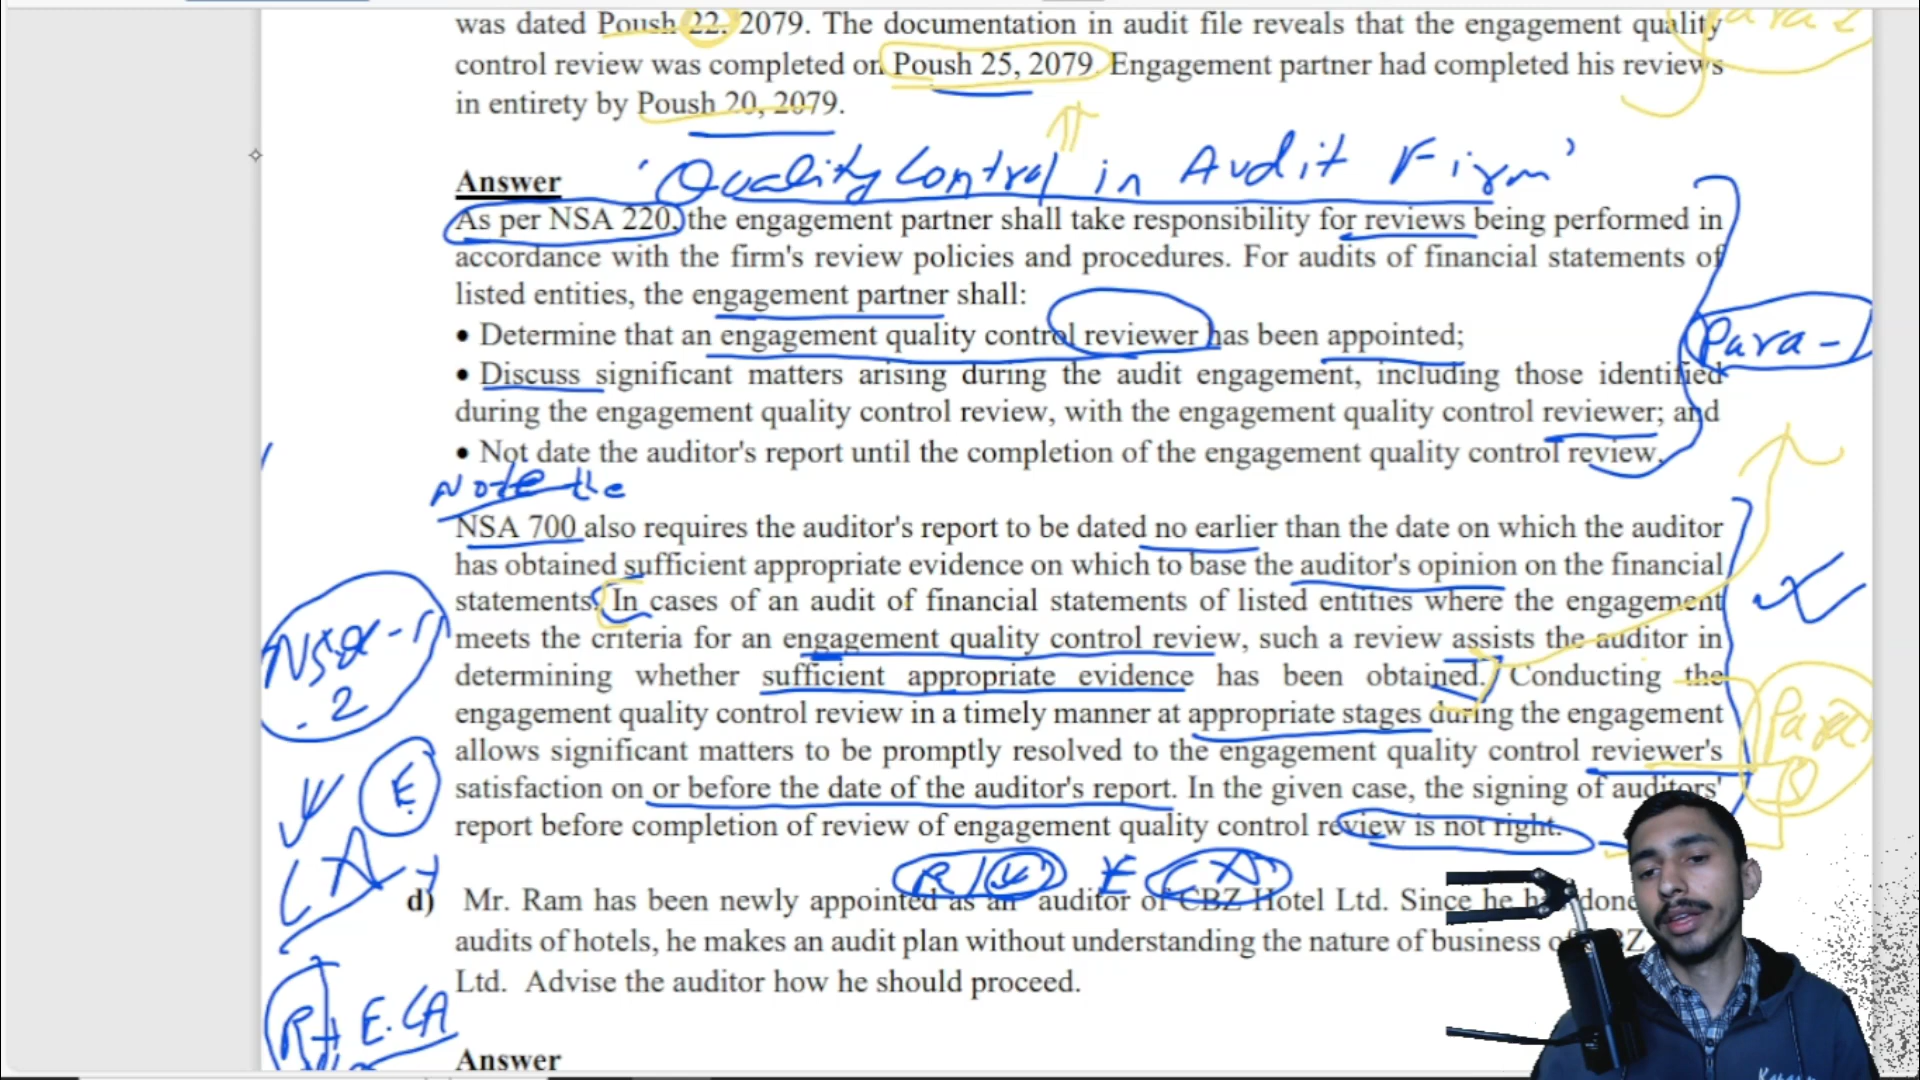 was dated Poush 22, 2079. The documentation in audit file reveals that the engagement quality
control review was completed on Poush 25, 2079. Engagement partner had completed his reviews
in entirety by Poush 20, 2079.
'Quality Control in Audit Firm'
Answer
As per NSA 220, the engagement partner shall take responsibility for reviews being performed in
accordance with the firm's review policies and procedures. For audits of financial statements of
listed entities, the engagement partner shall:
• Determine that an engagement quality control reviewer has been appointed;
Para-1
• Discuss significant matters arising during the audit engagement, including those identified
during the engagement quality control review, with the engagement quality control reviewer; and
• Not date the auditor's report until the completion of the engagement quality control review.
Note the
NSA 700 also requires the auditor's report to be dated no earlier than the date on which the auditor
has obtained sufficient appropriate evidence on which to base the auditor's opinion on the financial
statements. In cases of an audit of financial statements of listed entities where the engagement
meets the criteria for an engagement quality control review, such a review assists the auditor in
determining whether sufficient appropriate evidence has been obtained. Conducting the
engagement quality control review in a timely manner at appropriate stages during the engagement
allows significant matters to be promptly resolved to the engagement quality control reviewer's
satisfaction on or before the date of the auditor's report. In the given case, the signing of auditors'
report before completion of review of engagement quality control review is not right.
E
d) Mr. Ram has been newly appointed as an auditor of CBZ Hotel Ltd. Since he has done
audits of hotels, he makes an audit plan without understanding the nature of business of
Ltd. Advise the auditor how he should proceed.
R + E. CA
Answer